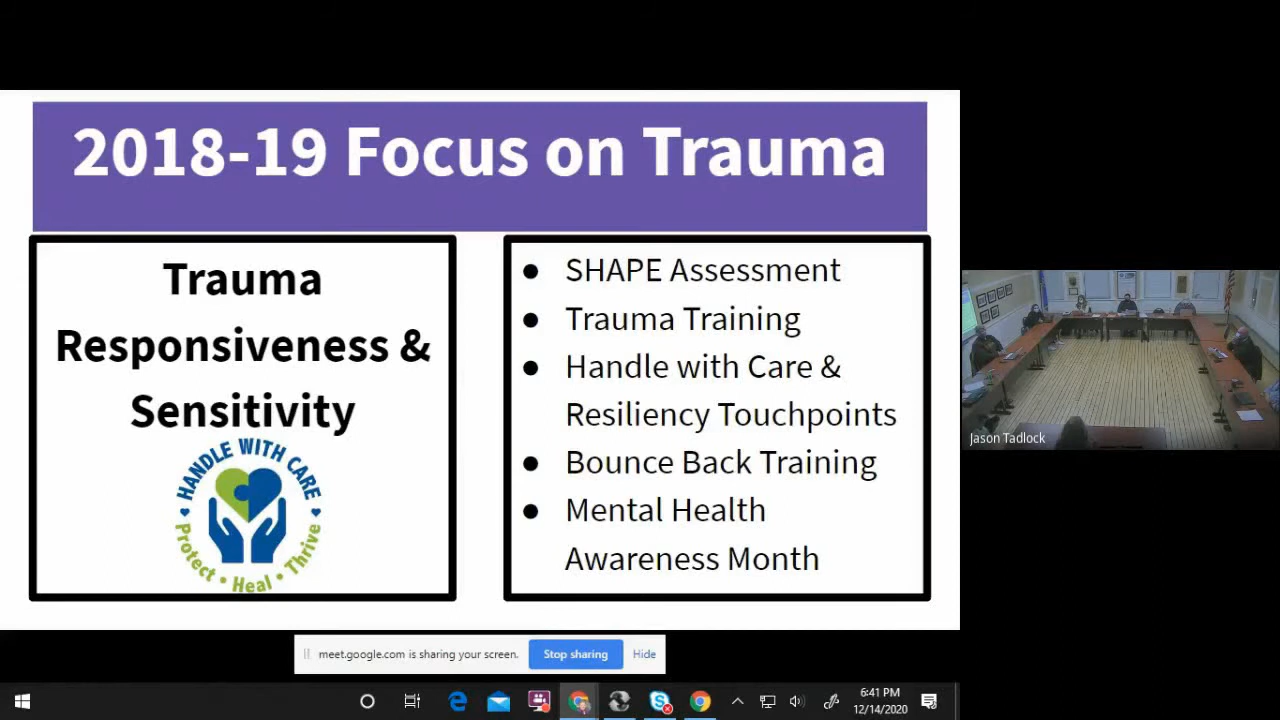 2018-19 Focus on Trauma
Trauma
Responsiveness &
Sensitivity
HANDLE WITH CARE
Protect • Heal • Thrive
● SHAPE Assessment
● Trauma Training
● Handle with Care &
Resiliency Touchpoints
● Bounce Back Training
● Mental Health
Awareness Month
Jason Tadlock
meet.google.com is sharing your screen.
Stop sharing
Hide
6:41 PM
12/14/2020